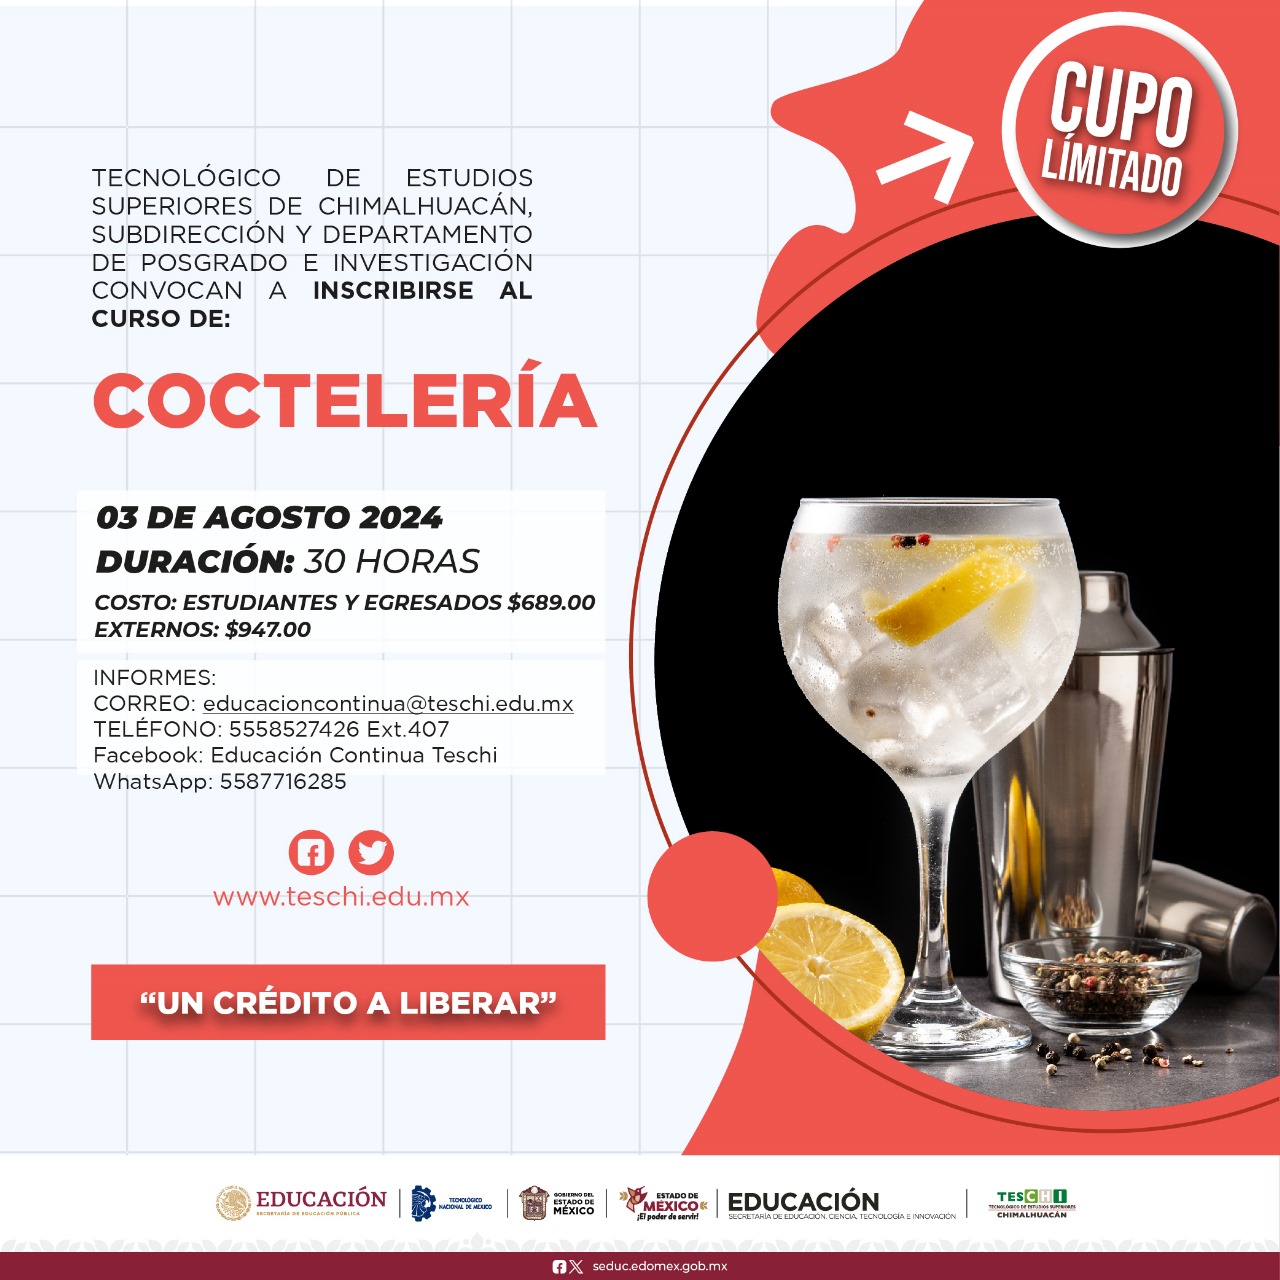 CUPO
LÍMITADO
TECNOLÓGICO DE ESTUDIOS
SUPERIORES DE CHIMALHUACÁN,
SUBDIRECCIÓN Y DEPARTAMENTO
DE POSGRADO E INVESTIGACIÓN
CONVOCAN A INSCRIBIRSE AL
CURSO DE:
COCTELERÍA
03 DE AGOSTO 2024
DURACIÓN: 30 HORAS
COSTO: ESTUDIANTES Y EGRESADOS $689.00
EXTERNOS: $947.00
INFORMES:
CORREO: educacioncontinua@teschi.edu.mx
TELÉFONO: 5558527426 Ext.407
Facebook: Educación Continua Teschi
WhatsApp: 5587716285
www.teschi.edu.mx
“UN CRÉDITO A LIBERAR”
EDUCACIÓN
SECRETARÍA DE EDUCACIÓN PÚBLICA
TECNOLÓGICO
NACIONAL DE MÉXICO
GOBIERNO DEL
ESTADO DE
MÉXICO
ESTADO DE
MÉXICO
¡El poder de servir!
EDUCACIÓN
SECRETARÍA DE EDUCACIÓN, CIENCIA, TECNOLOGÍA E INNOVACIÓN
TESCHI
TECNOLÓGICO DE ESTUDIOS SUPERIORES
CHIMALHUACÁN
seduc.edomex.gob.mx